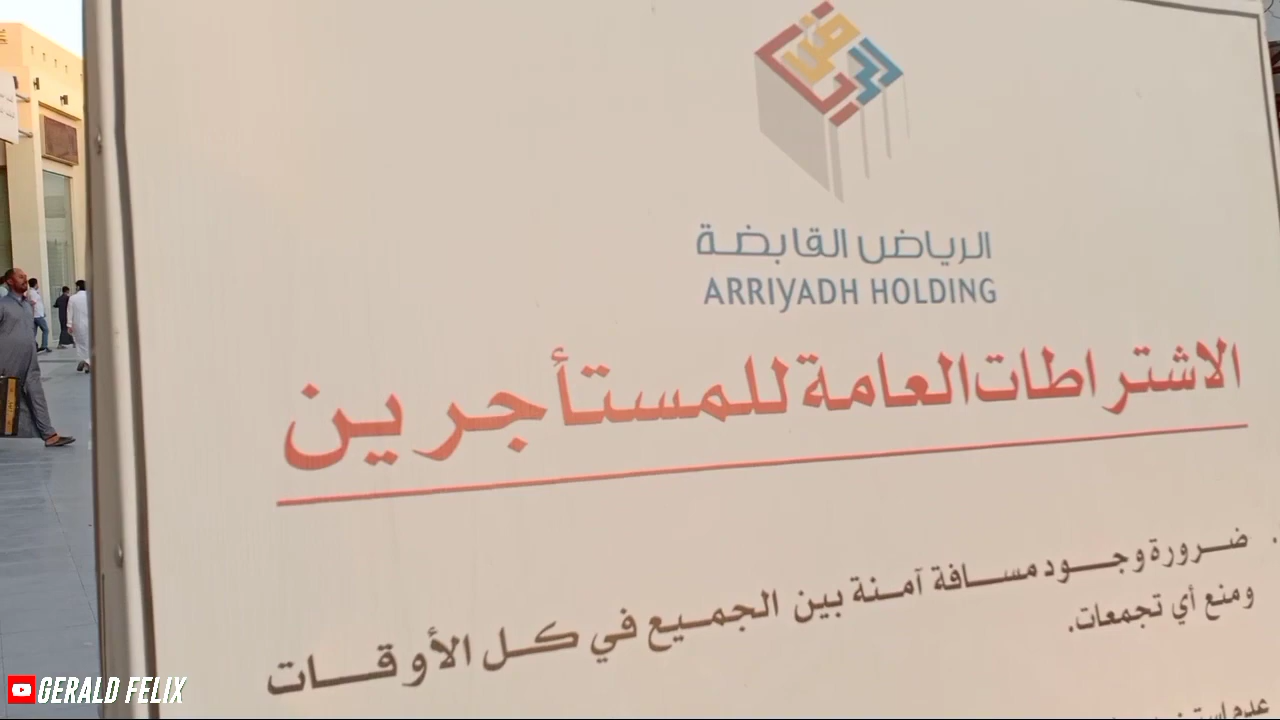 الرياض القابضة
ARRIYADH HOLDING
الاشتراطات العامة للمستأجرين
. ضرورة وجود مسافة آمنة بين الجميع في كل الأوقات
ومنع أي تجمعات.
عدم
GERALD FELIX